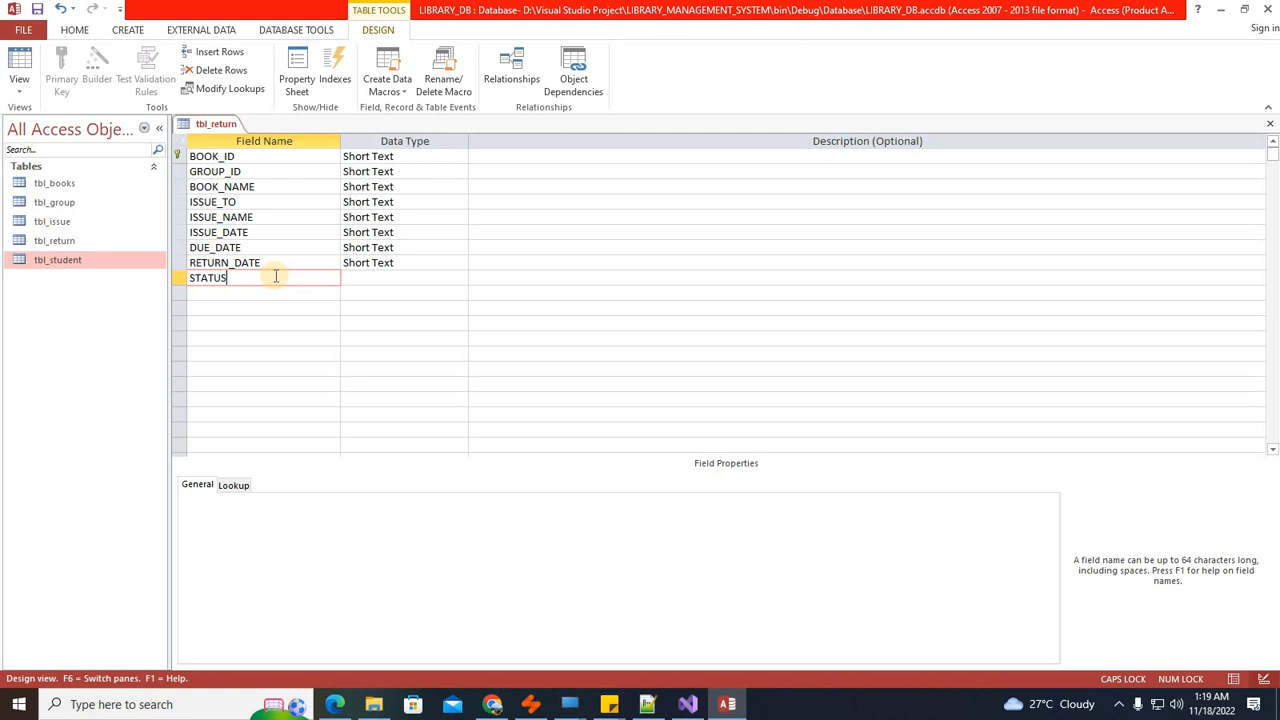 TABLE TOOLS
LIBRARY_DB : Database- D:\Visual Studio Project\LIBRARY_MANAGEMENT_SYSTEM\bin\Debug\Database\LIBRARY_DB.accdb (Access 2007 - 2013 file format) - Access (Product A...
FILE HOME CREATE EXTERNAL DATA DATABASE TOOLS DESIGN Sign in
View Primary Key Builder Test Validation Rules Insert Rows Delete Rows Modify Lookups Property Sheet Indexes Create Data Macros Rename/ Delete Macro Relationships Object Dependencies
Views Tools Show/Hide Field, Record & Table Events Relationships
All Access Obje...
Search...
Tables
tbl_books
tbl_group
tbl_issue
tbl_return
tbl_student
tbl_return
Field Name Data Type Description (Optional)
BOOK_ID Short Text
GROUP_ID Short Text
BOOK_NAME Short Text
ISSUE_TO Short Text
ISSUE_NAME Short Text
ISSUE_DATE Short Text
DUE_DATE Short Text
RETURN_DATE Short Text
STATUS
Field Properties
General Lookup
A field name can be up to 64 characters long,
including spaces. Press F1 for help on field
names.
Design view. F6 = Switch panes. F1 = Help. CAPS LOCK NUM LOCK
Type here to search
27°C Cloudy
1:19 AM
11/18/2022